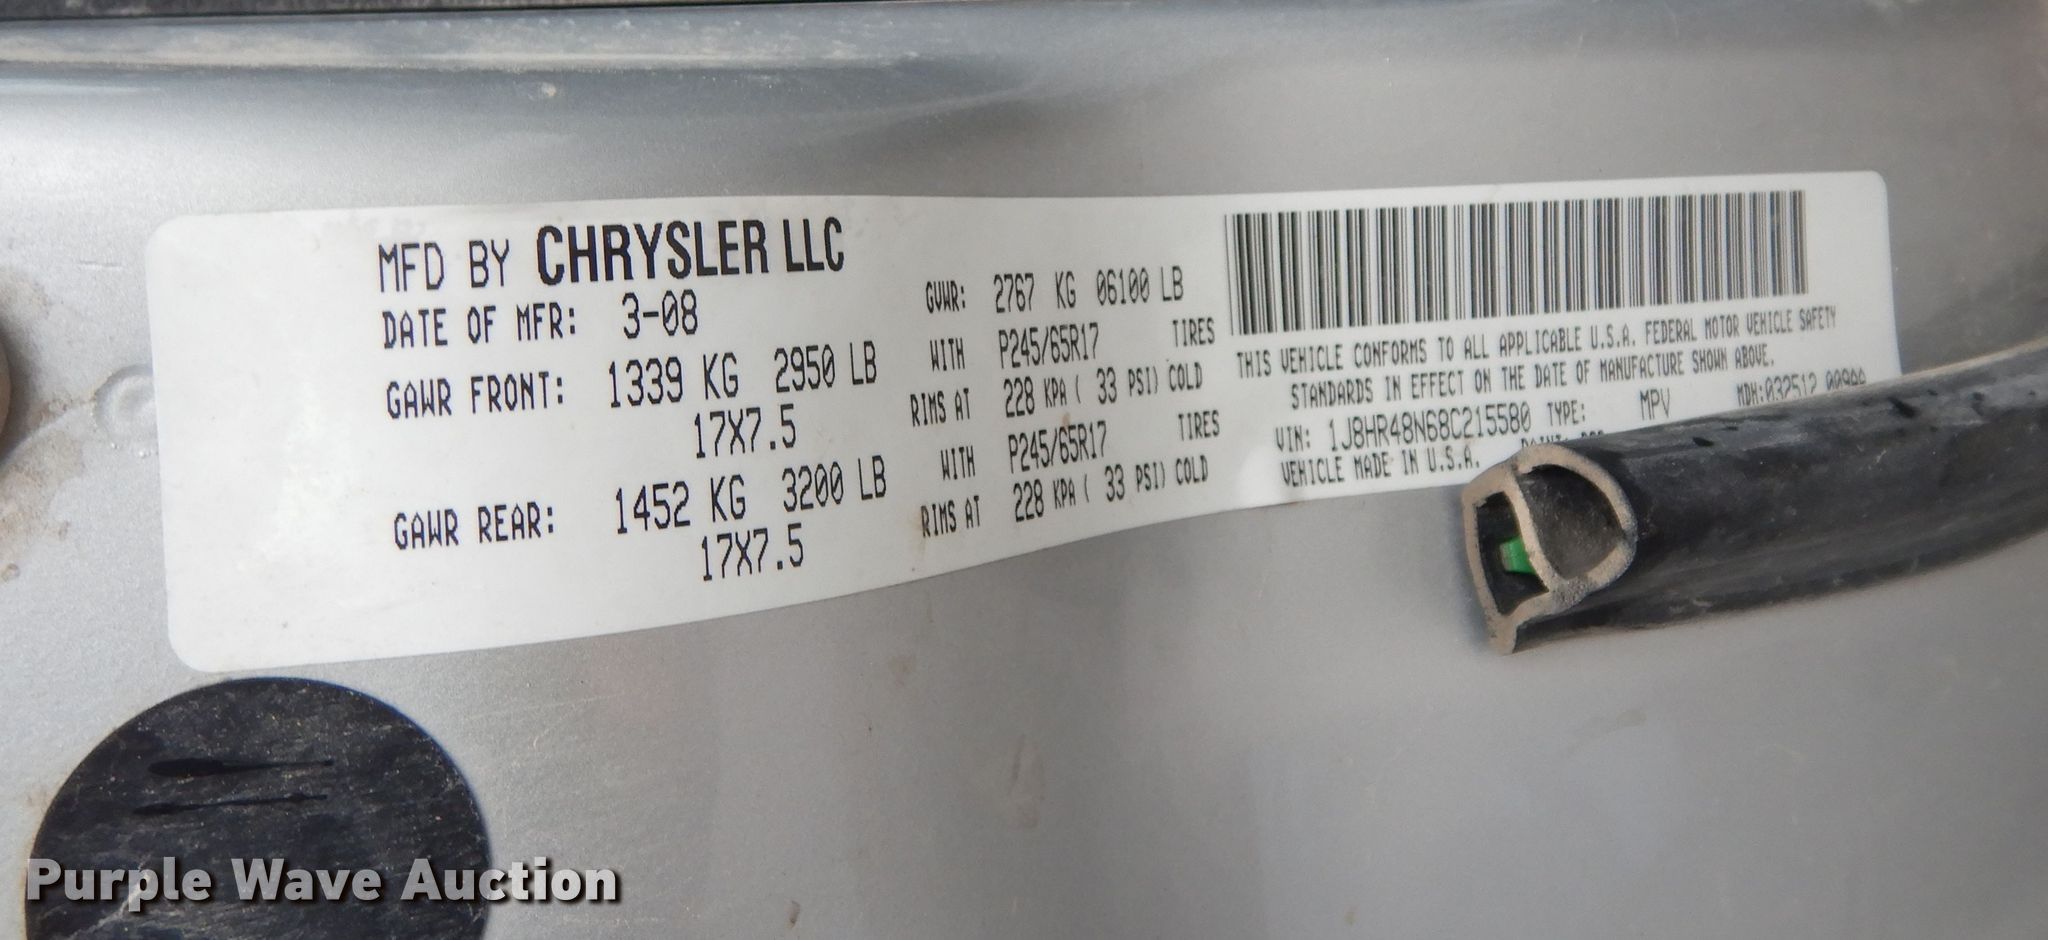 MFD BY CHRYSLER LLC
DATE OF MFR: 3-08
GVWR: 2767 KG 06100 LB
GAWR FRONT: 1339 KG 2950 LB WITH P245/65R17 TIRES
17X7.5 RIMS AT 228 KPA( 33 PSI) COLD
GAWR REAR: 1452 KG 3200 LB WITH P245/65R17 TIRES
17X7.5 RIMS AT 228 KPA( 33 PSI) COLD
THIS VEHICLE CONFORMS TO ALL APPLICABLE U.S.A. FEDERAL MOTOR VEHICLE SAFETY
STANDARDS IN EFFECT ON THE DATE OF MANUFACTURE SHOWN ABOVE.
MDH:032512
VIN: 1J8HR48N68C215580 TYPE: MPV
VEHICLE MADE IN U.S.A.
Purple Wave Auction